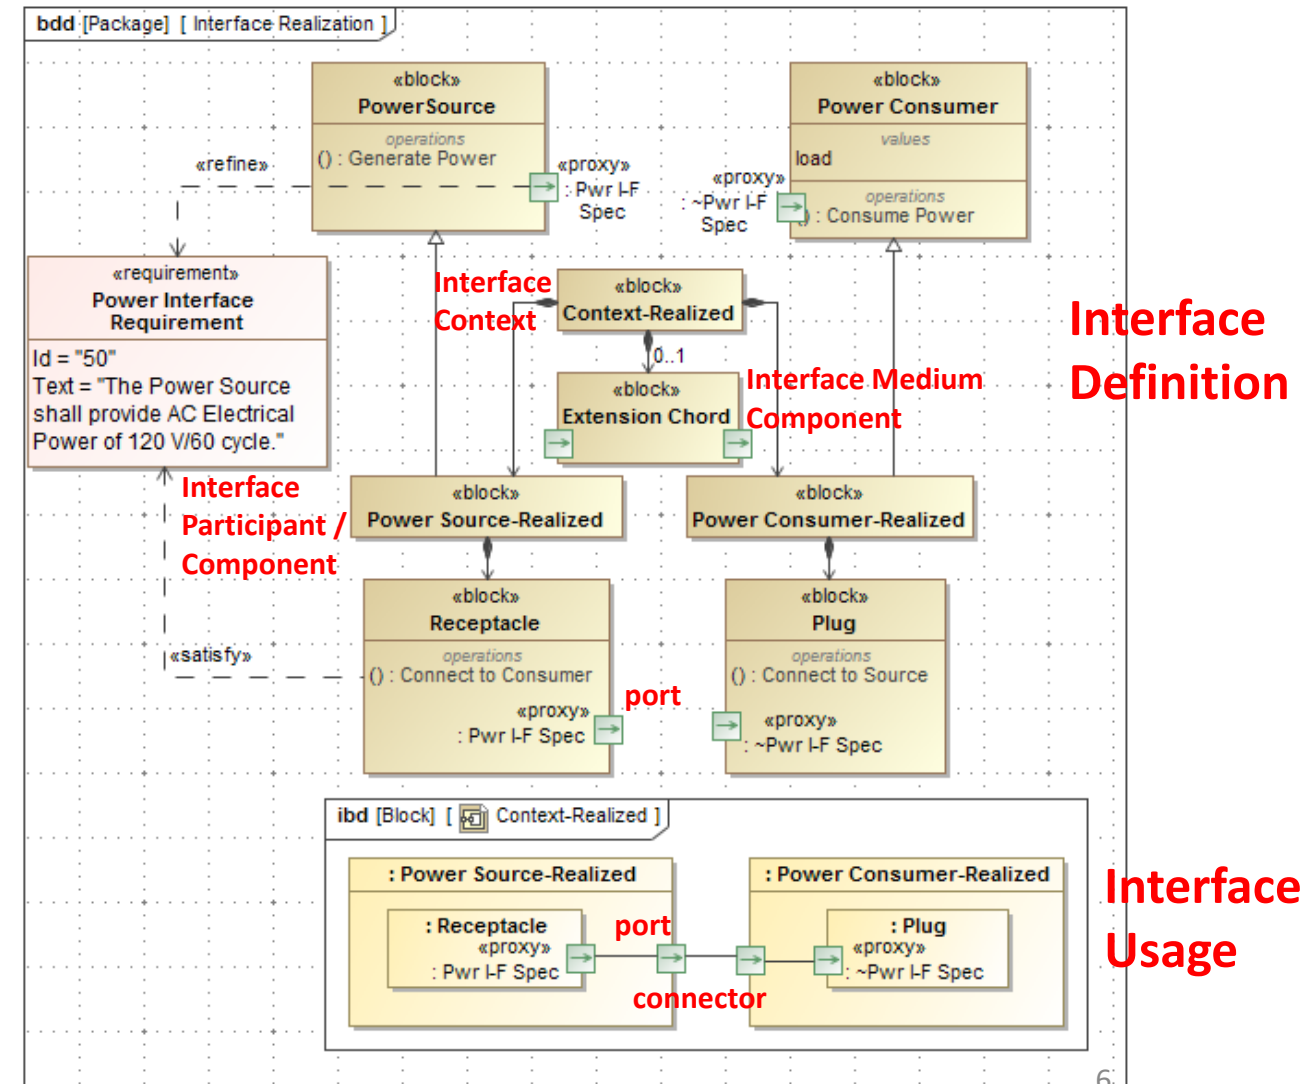 bdd [Package] [ Interface Realization ]
«block»
PowerSource
operations
() : Generate Power
«proxy»
: Pwr I-F
Spec
«block»
Power Consumer
values
load
operations
() : Consume Power
«proxy»
: ~Pwr I-F
Spec
«refine»
«requirement»
Power Interface
Requirement
Id = "50"
Text = "The Power Source
shall provide AC Electrical
Power of 120 V/60 cycle."
Interface
Context
«block»
Context-Realized
0..1
«block»
Extension Chord
Interface Medium
Component
Interface
Definition
Interface
Participant /
Component
«block»
Power Source-Realized
«block»
Power Consumer-Realized
«satisfy»
«block»
Receptacle
operations
() : Connect to Consumer
«proxy»
: Pwr I-F Spec
port
«block»
Plug
operations
() : Connect to Source
«proxy»
: ~Pwr I-F Spec
ibd [Block] [ Context-Realized ]
: Power Source-Realized
: Receptacle
«proxy»
: Pwr I-F Spec
port
connector
: Power Consumer-Realized
: Plug
«proxy»
: ~Pwr I-F Spec
Interface
Usage
6